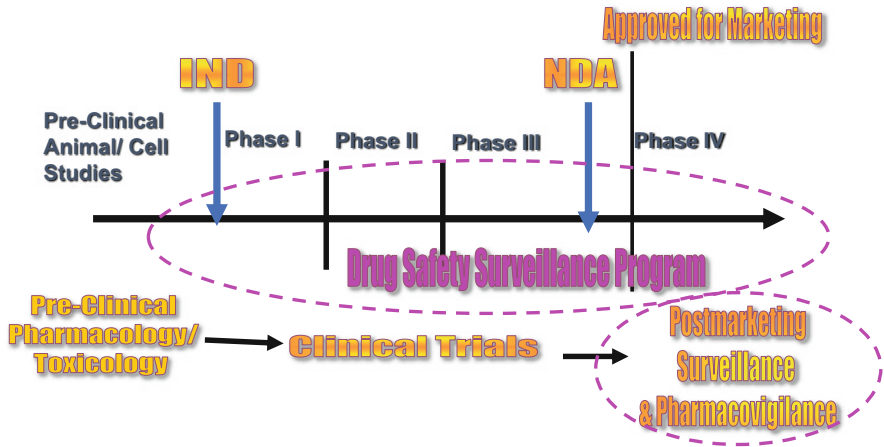 Approved for Marketing
IND
NDA
Pre-Clinical
Animal/ Cell
Studies
Phase I
Phase II
Phase III
Phase IV
Drug Safety Surveillance Program
Pre-Clinical
Pharmacology/
Toxicology
Clinical Trials
Postmarketing
Surveillance
& Pharmacovigilance